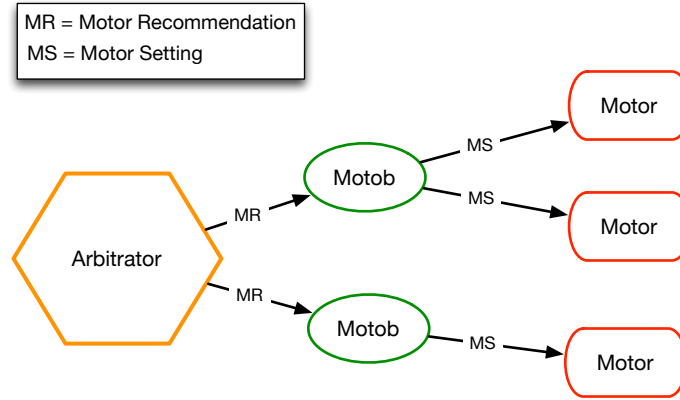 MR = Motor Recommendation
MS = Motor Setting
Motor
MS
Motob
MS
MR
Motor
Arbitrator
MR
Motob
MS
Motor